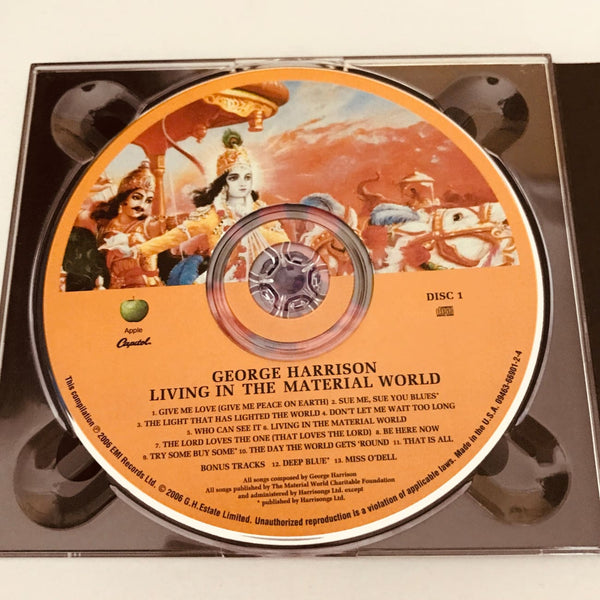 DISC 1
Apple
Capitol
GEORGE HARRISON
LIVING IN THE MATERIAL WORLD
1. GIVE ME LOVE (GIVE ME PEACE ON EARTH) 2. SUE ME, SUE YOU BLUES*
3. THE LIGHT THAT HAS LIGHTED THE WORLD 4. DON'T LET ME WAIT TOO LONG
5. WHO CAN SEE IT 6. LIVING IN THE MATERIAL WORLD
7. THE LORD LOVES THE ONE (THAT LOVES THE LORD) 8. BE HERE NOW
9. TRY SOME BUY SOME* 10. THE DAY THE WORLD GETS 'ROUND 11. THAT IS ALL
BONUS TRACKS 12. DEEP BLUE* 13. MISS O'DELL
All songs composed by George Harrison
All songs published by The Material World Charitable Foundation
and administered by Harrisongs Ltd. except
* published by Harrisongs Ltd.
This compilation ℗ 2006 EMI Records Ltd. © 2006 G.H. Estate Limited. Unauthorized reproduction is a violation of applicable laws. Made in the U.S.A. 09463-66901-2-4